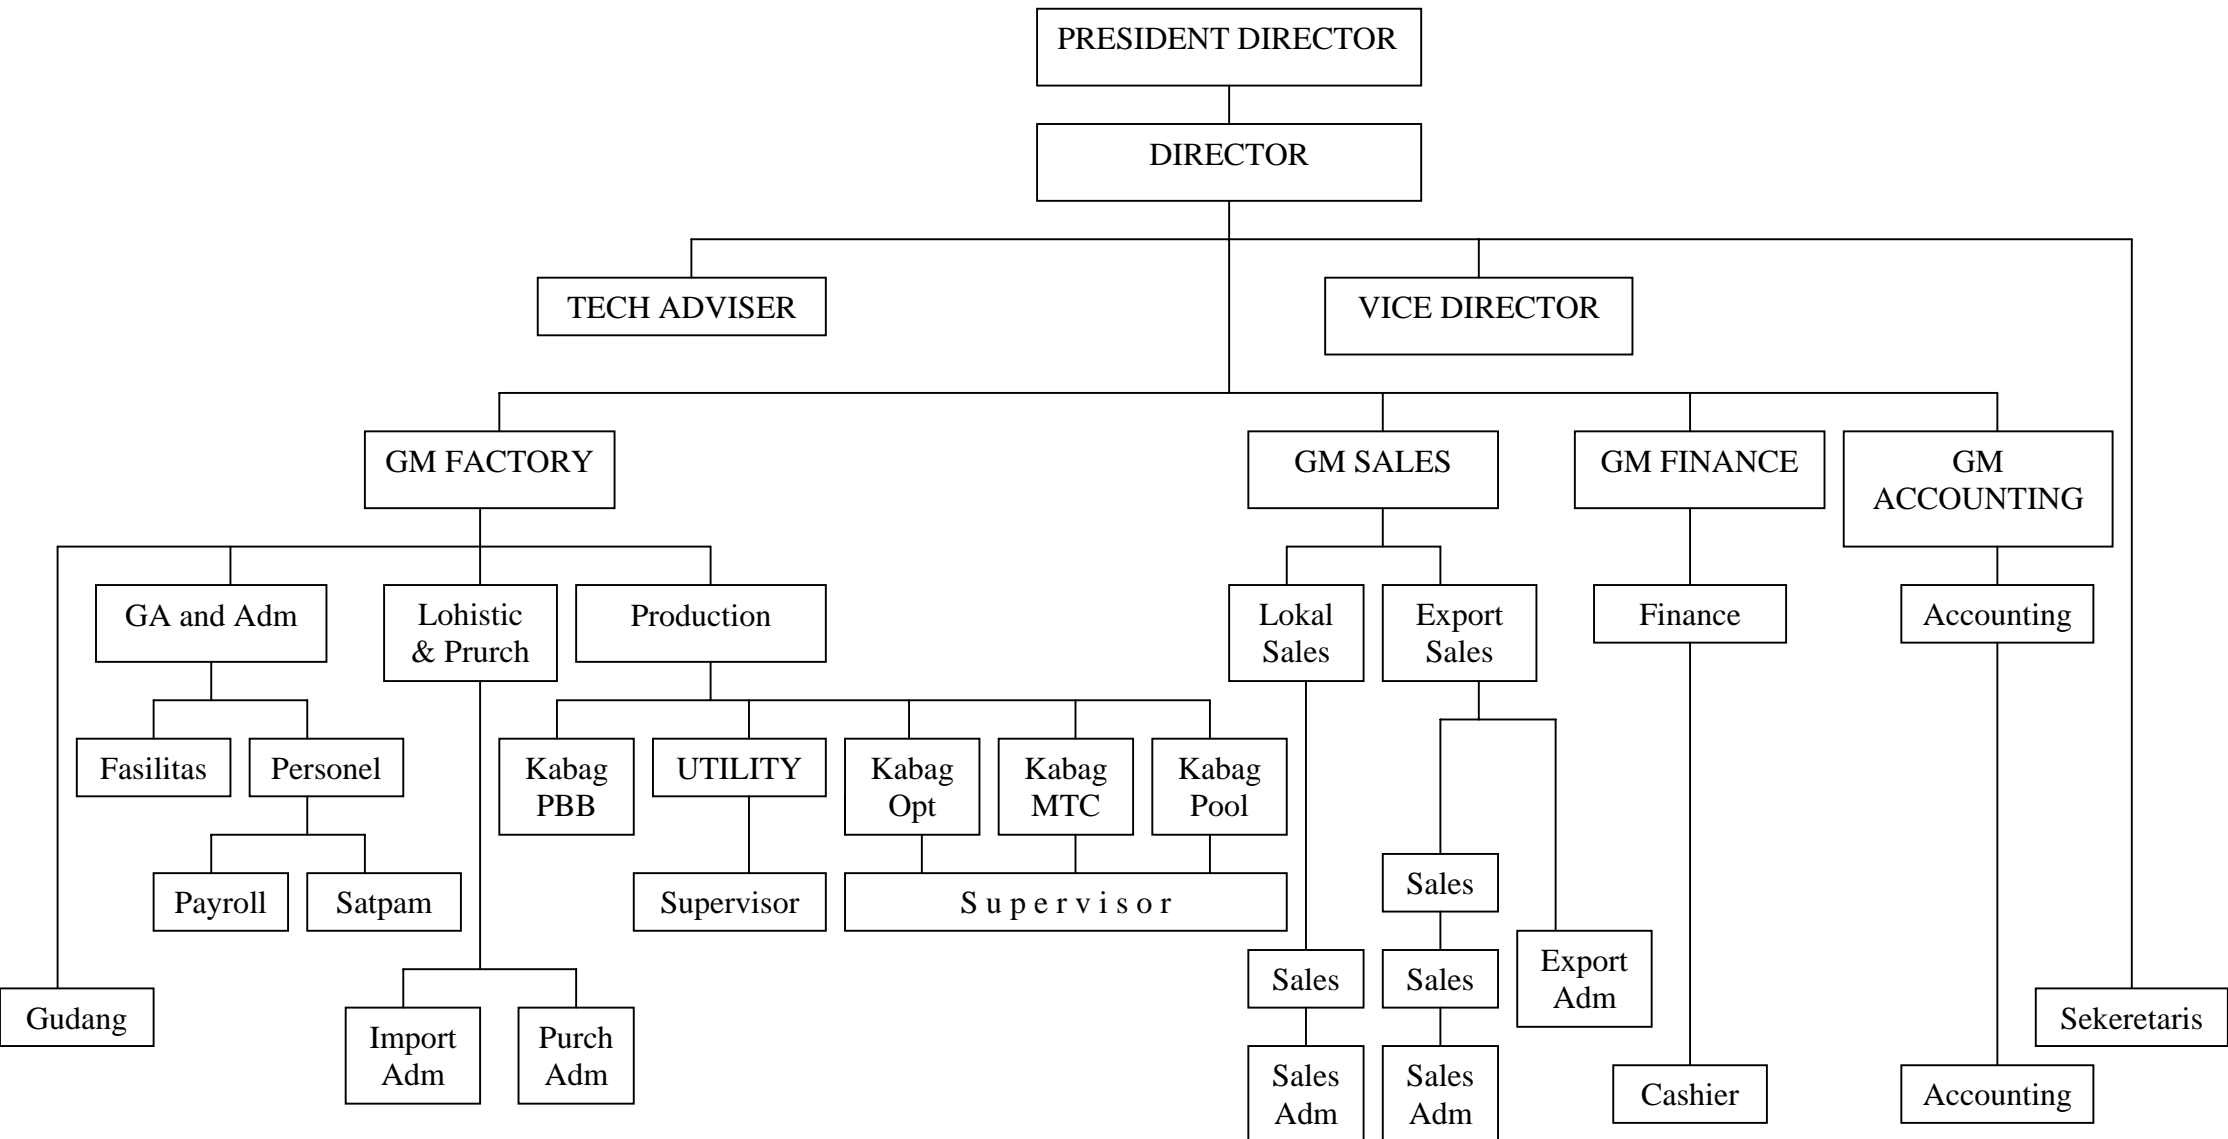 PRESIDENT DIRECTOR
DIRECTOR
TECH ADVISER
VICE DIRECTOR
GM FACTORY
GM SALES
GM FINANCE
GM
ACCOUNTING
GA and Adm
Lohistic
& Prurch
Production
Lokal
Sales
Export
Sales
Finance
Accounting
Fasilitas
Personel
Kabag
PBB
UTILITY
Kabag
Opt
Kabag
MTC
Kabag
Pool
Payroll
Satpam
Supervisor
S u p e r v i s o r
Sales
Sales
Sales
Export
Adm
Gudang
Import
Adm
Purch
Adm
Sekeretaris
Sales
Adm
Sales
Adm
Cashier
Accounting